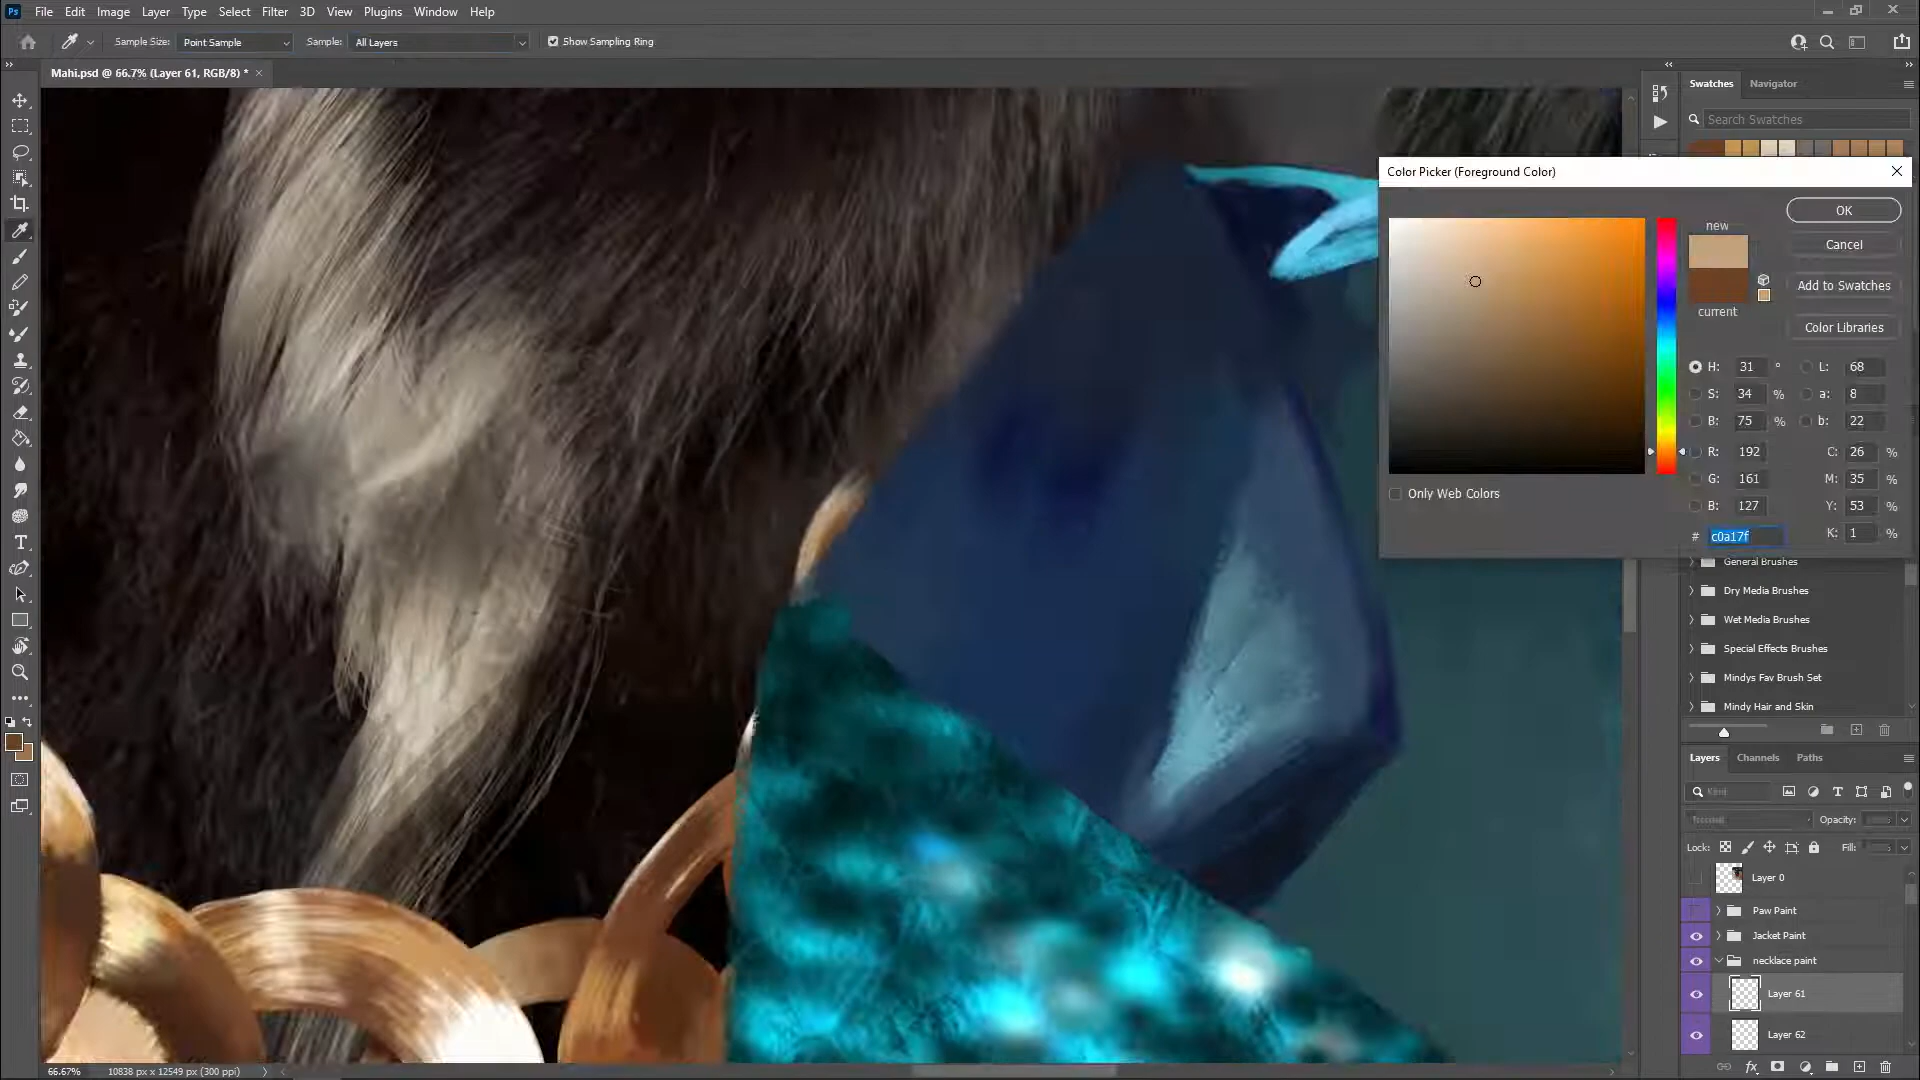 Ps File Edit Image Layer Type Select Filter 3D View Plugins Window Help
Sample Size: Point Sample Sample: All Layers Show Sampling Ring
Mahi.psd @ 66.7% (Layer 61, RGB/8) * ×
Swatches Navigator
Search Swatches
Color Picker (Foreground Color)
new
OK
Cancel
Add to Swatches
current
Color Libraries
H: 31 ° L: 68
S: 34 % a: 8
B: 75 % b: 22
R: 192 C: 26 %
G: 161 M: 35 %
Only Web Colors
B: 127 Y: 53 %
# c0a17f K: 1 %
General Brushes
Dry Media Brushes
Wet Media Brushes
Special Effects Brushes
Mindys Fav Brush Set
Mindy Hair and Skin
Layers Channels Paths
Kind
Opacity:
Lock: Fill:
Layer 0
Paw Paint
Jacket Paint
necklace paint
Layer 61
Layer 62
66.67% 10838 px x 12549 px (300 ppi)